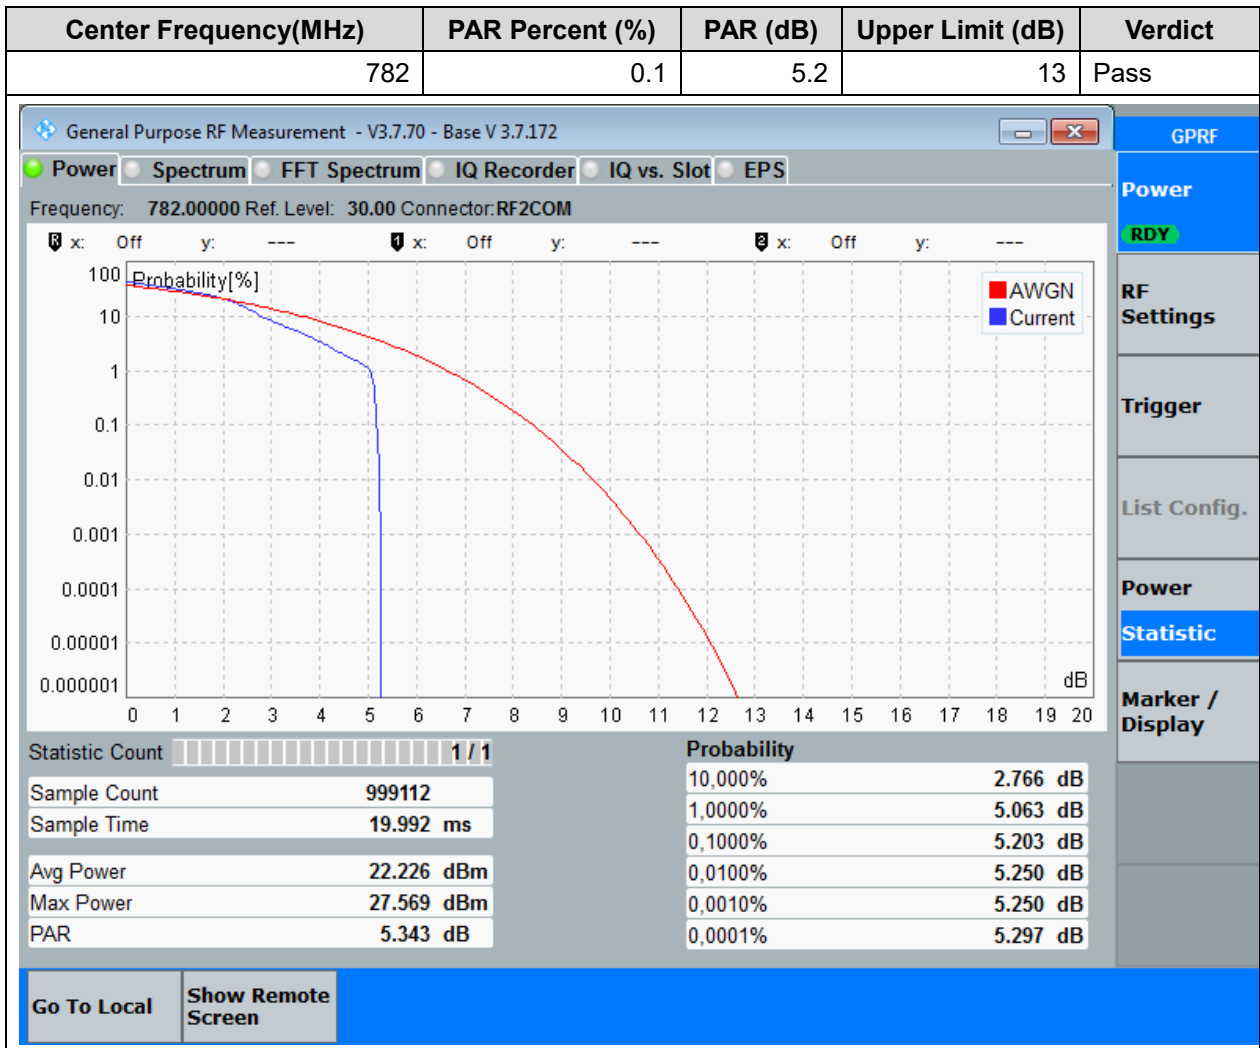 Center Frequency(MHz) PAR Percent (%) PAR (dB) Upper Limit (dB) Verdict
782 0.1 5.2 13 Pass
General Purpose RF Measurement - V3.7.70 - Base V 3.7.172
GPRF
Power Spectrum FFT Spectrum IQ Recorder IQ vs. Slot EPS
Power
RDY
Frequency: 782.00000 Ref. Level: 30.00 Connector:RF2COM
R x: Off y: --- 1 x: Off y: --- 2 x: Off y: ---
Probability[%]
AWGN
Current
100
10
1
0.1
0.01
0.001
0.0001
0.00001
0.000001
dB
0 1 2 3 4 5 6 7 8 9 10 11 12 13 14 15 16 17 18 19 20
RF
Settings
Trigger
List Config.
Power
Statistic
Marker /
Display
Statistic Count 1 / 1
Sample Count 999112
Sample Time 19.992 ms
Avg Power 22.226 dBm
Max Power 27.569 dBm
PAR 5.343 dB
Probability
10,000% 2.766 dB
1,0000% 5.063 dB
0,1000% 5.203 dB
0,0100% 5.250 dB
0,0010% 5.250 dB
0,0001% 5.297 dB
Go To Local
Show Remote
Screen